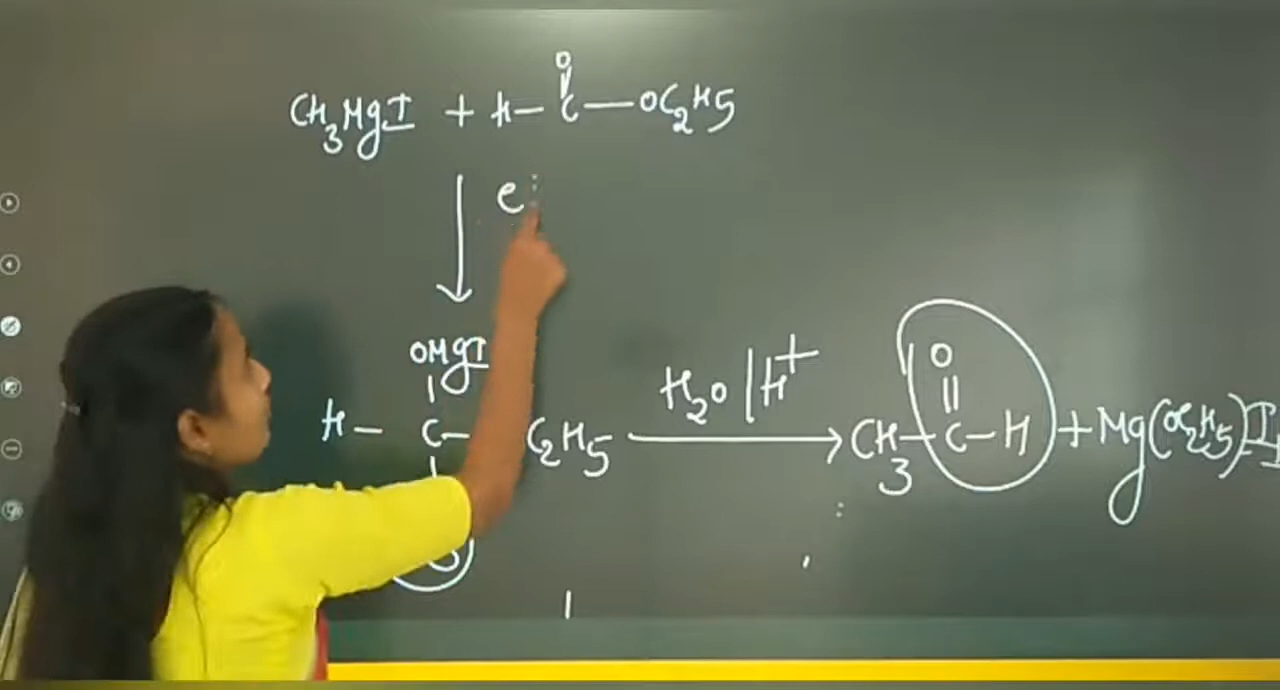 O
||
CH3MgI + H–C–OC2H5
e
OMgI
|
H–C– C2H5 H2O/H+
|
O
||
CH3–C–H + Mg(OC2H5)I